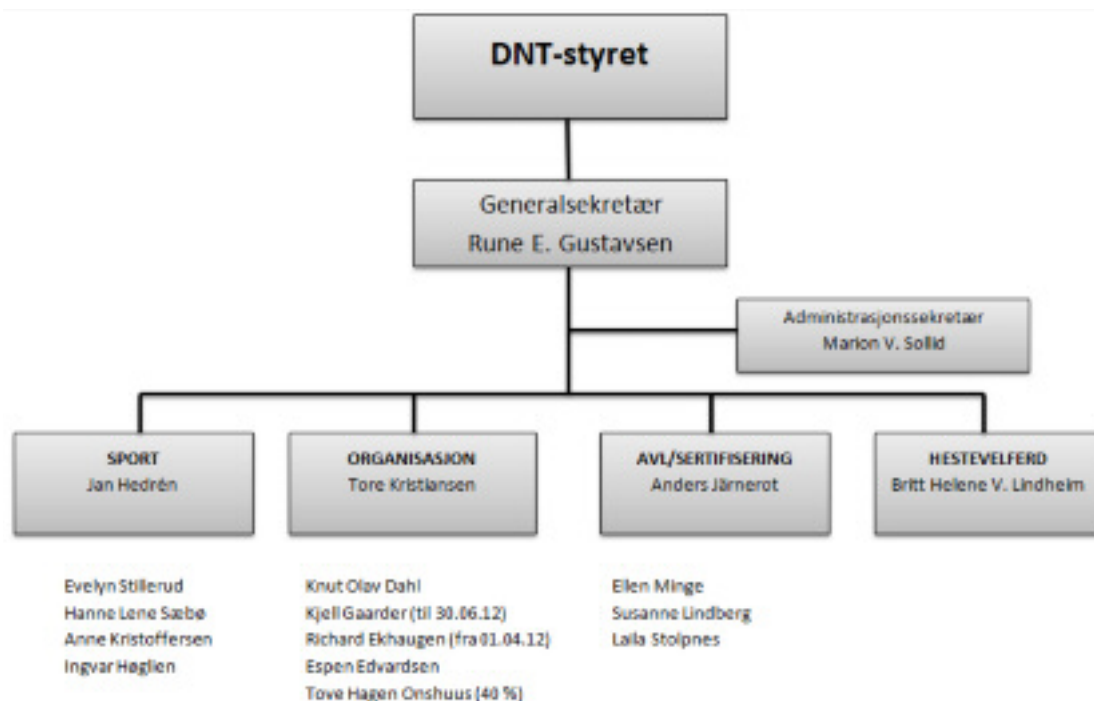 DNT-styret
Generalsekretær
Rune E. Gustavsen
Administrasjonssekretær
Marion V. Sollid
SPORT
Jan Hedrén
ORGANISASJON
Tore Kristiansen
AVL/SERTIFISERING
Anders Järnerot
HESTEVELFERD
Britt Helene V. Lindheim
Evelyn Stillerud
Hanne Lene Sæbø
Anne Kristoffersen
Ingvar Høglien
Knut Olav Dahl
Kjell Gaarder (til 30.06.12)
Richard Ekhaugen (fra 01.04.12)
Espen Edvardsen
Tove Hagen Onshuus (40 %)
Ellen Minge
Susanne Lindberg
Laila Stolpnes